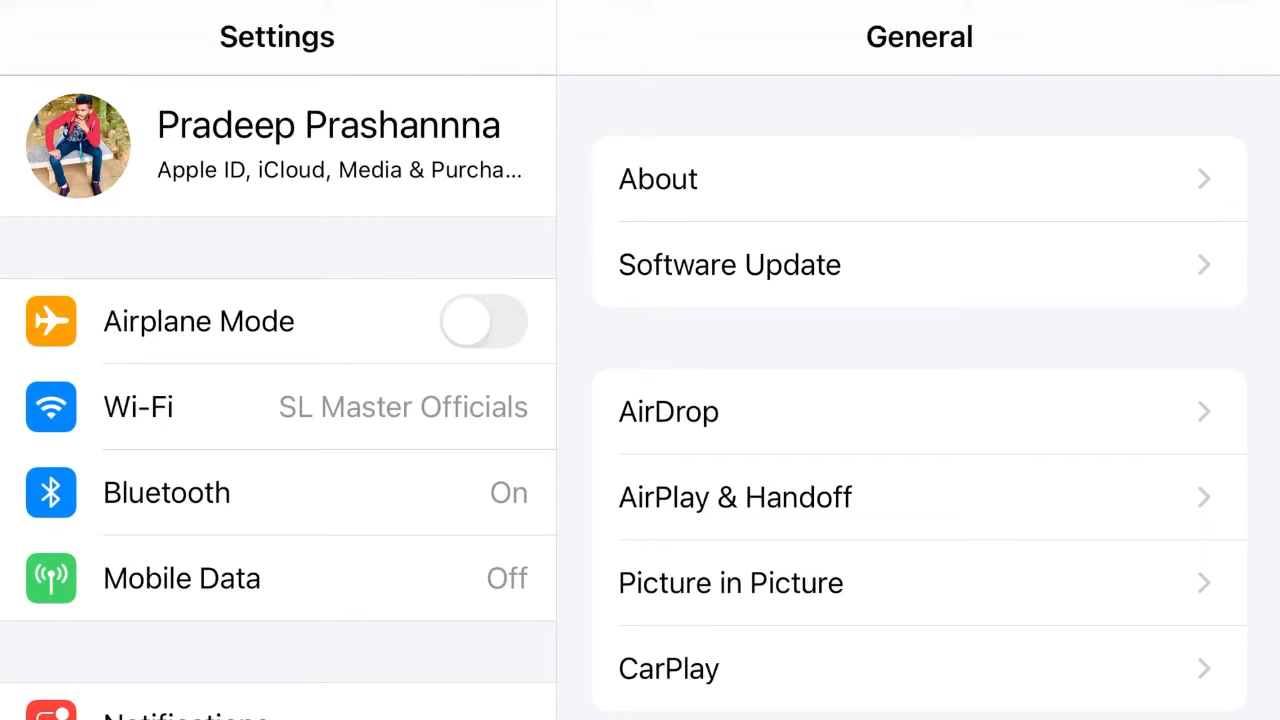 Settings
Pradeep Prashannna
Apple ID, iCloud, Media & Purcha...
Airplane Mode
Wi-Fi SL Master Officials
Bluetooth On
Mobile Data Off
General
About
Software Update
AirDrop
AirPlay & Handoff
Picture in Picture
CarPlay